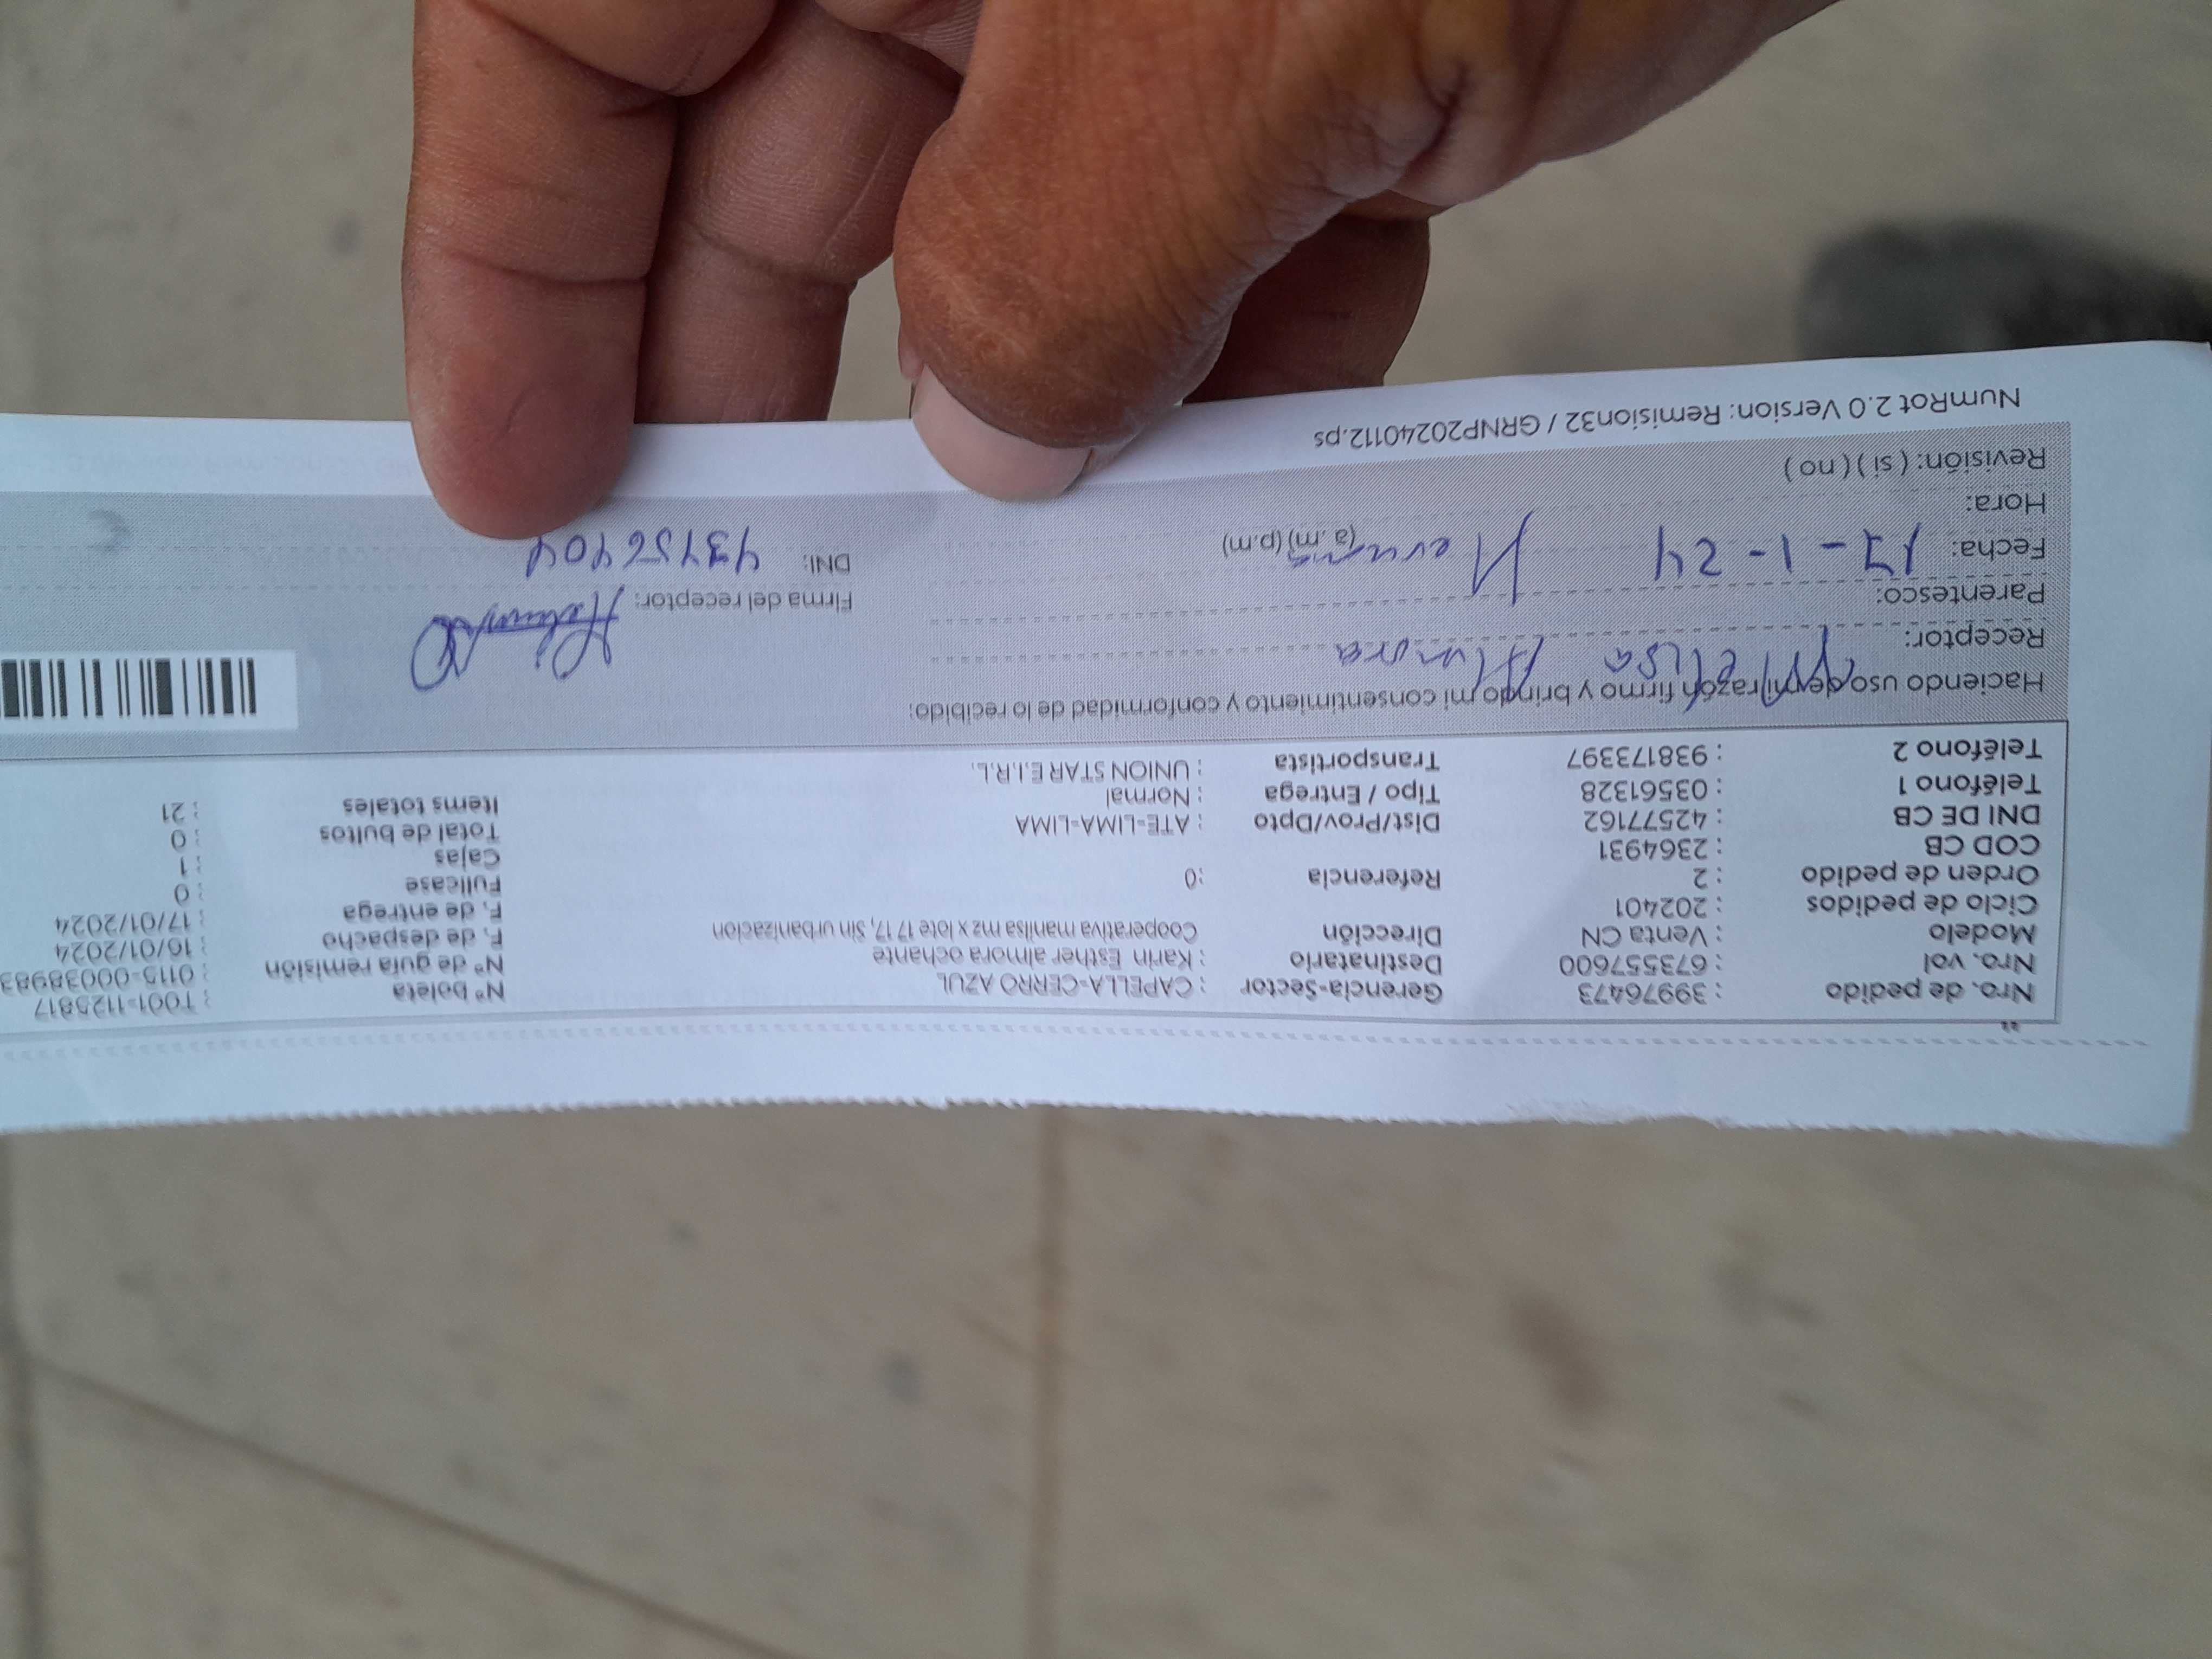 Nro. de pedido : 39976473 Gerencia-Sector : CAPELLA-CERRO AZUL Nº boleta : T001-1125817
Nro. vol : 673557600 Destinatario : Karin Esther almora ochante Nº de guía remisión : 0115-00038983
Modelo : Venta CN Dirección Cooperativa manilsa mz x lote 17 17, Sin urbanizacion F. de despacho : 16/01/2024
Ciclo de pedidos : 202401 F. de entrega : 17/01/2024
Orden de pedido : 2 Referencia :0 Fullcase : 0
COD CB : 2364931 Cajas : 1
DNI DE CB : 42577162 Dist/Prov/Dpto : ATE-LIMA-LIMA Total de bultos : 0
Teléfono 1 : 03561328 Tipo / Entrega : Normal Items totales : 21
Teléfono 2 : 938173397 Transportista : UNION STAR E.I.R.L.
Haciendo uso de mi razón firmo y brindo mi consentimiento y conformidad de lo recibido:
Receptor: Almora
Parentesco: Firma del receptor:
Fecha: 17-1-24 DNI: 43756404
Hora: (a.m) (p.m)
Revisión: ( si ) ( no )
NumRot 2.0 Version: Remision32 / GRNP20240112.ps